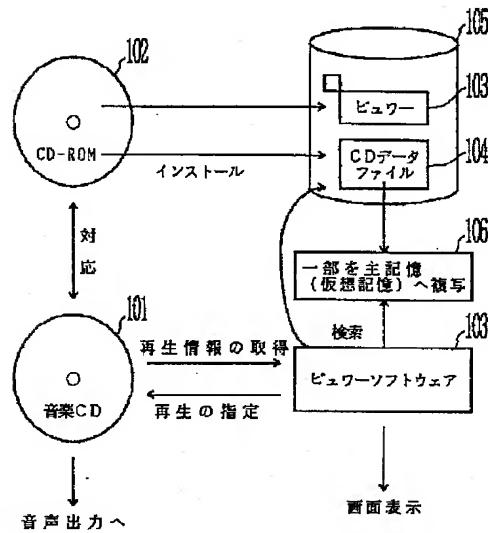 105
102
103
ビュワー
CD-ROM
CDデータ
ファイル
104
インストール
106
対応
一部を主記憶
(仮想記憶)へ複写
101
検索
103
再生情報の取得
ビュワーソフトウェア
音楽CD
再生の指定
画面表示
音声出力へ